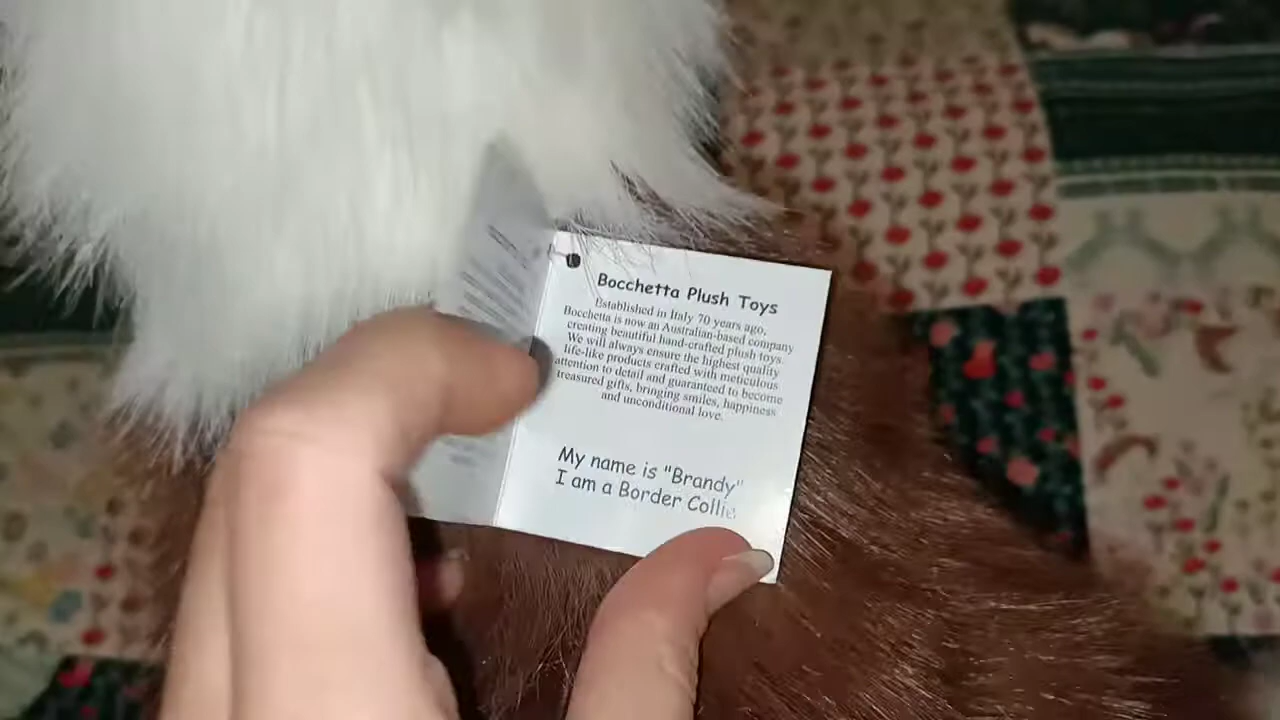 Bocchetta Plush Toys
Established in Italy 70 years ago,
Bocchetta is now an Australian-based company
creating beautiful hand-crafted plush toys.
We will always ensure the highest quality
life-like products crafted with meticulous
attention to detail and guaranteed to become
treasured gifts, bringing smiles, happiness
and unconditional love.
My name is "Brandy"
I am a Border Collie.